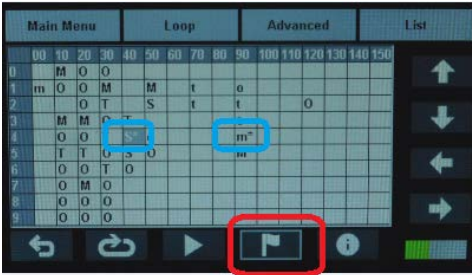 Main Menu Loop Advanced List
00 10 20 30 40 50 60 70 80 90 100 110 120 130 140 150
0 M O O
1 m O O M M t o
2 O T S t t O
3 M M O T
4 O O S" m"
5 T T O S O M
6 O O T O
7 O M O
8 O O O
9 O O O
i